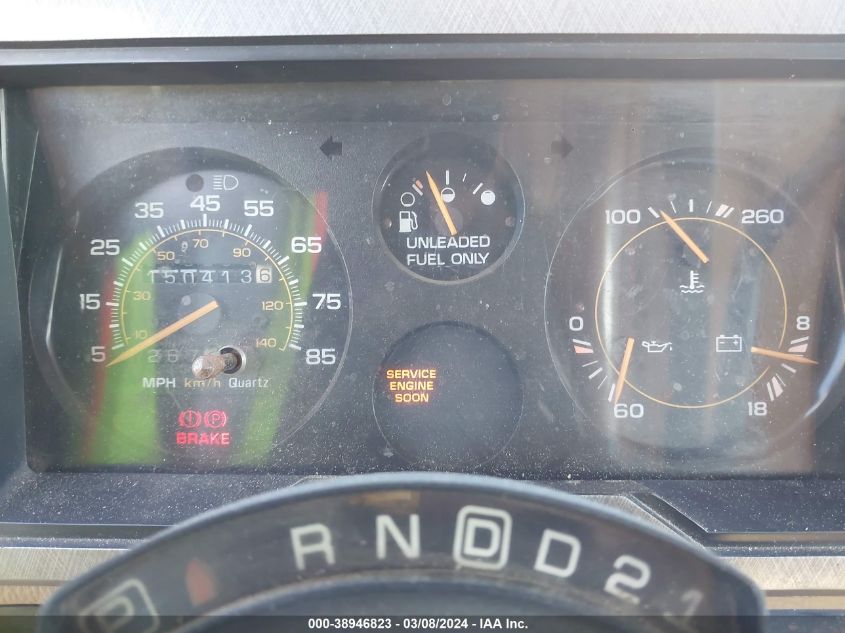 35 45 55
25 65
15 75
5 85
10 30 50 70 90 120 140
150413 6
MPH km/h Quartz
BRAKE
UNLEADED
FUEL ONLY
SERVICE
ENGINE
SOON
100 260
0 8
60 18
P R N D D 2 1
000-38946823 - 03/08/2024 - IAA Inc.